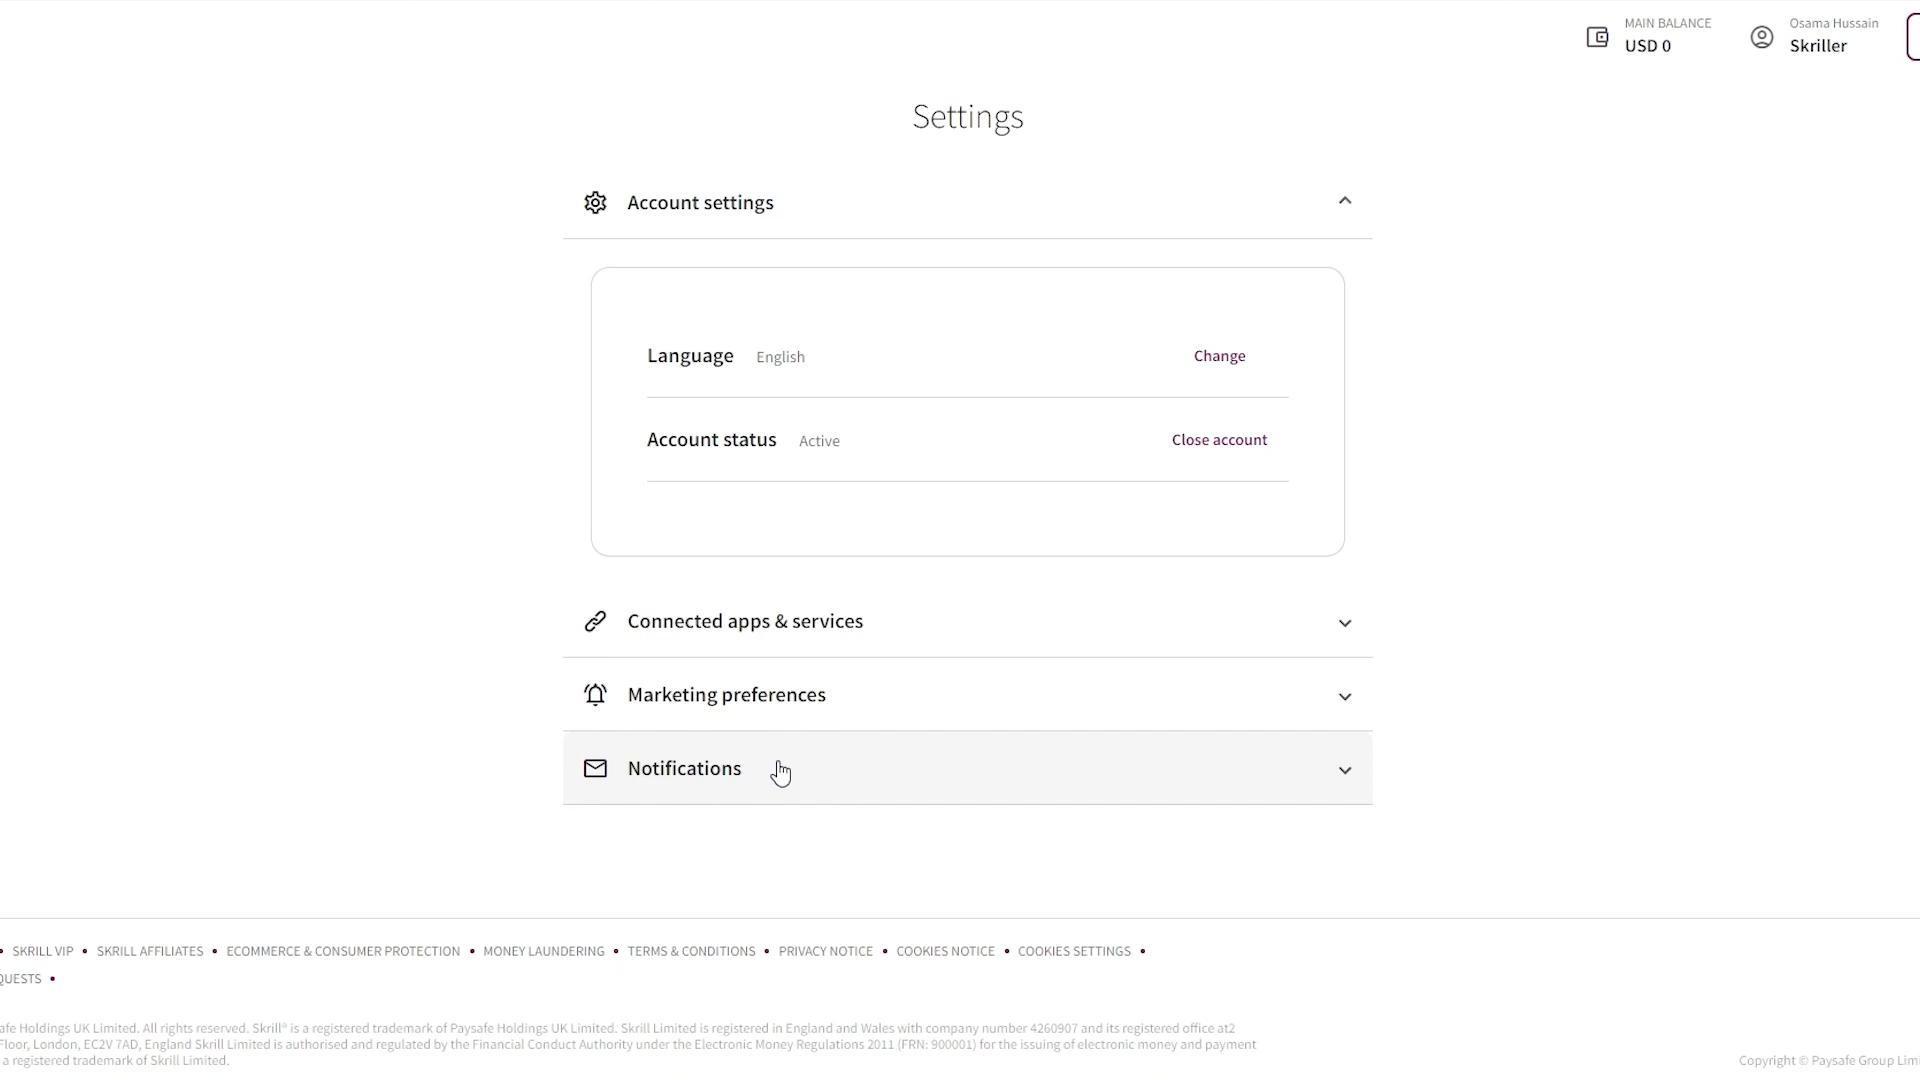 MAIN BALANCE
USD 0
Osama Hussain
Skriller
Settings
Account settings
Language English Change
Account status Active Close account
Connected apps & services
Marketing preferences
Notifications
• SKRILL VIP • SKRILL AFFILIATES • ECOMMERCE & CONSUMER PROTECTION • MONEY LAUNDERING • TERMS & CONDITIONS • PRIVACY NOTICE • COOKIES NOTICE • COOKIES SETTINGS •
QUESTS •
afe Holdings UK Limited. All rights reserved. Skrill® is a registered trademark of Paysafe Holdings UK Limited. Skrill Limited is registered in England and Wales with company number 4260907 and its registered office at2
Floor, London, EC2V 7AD, England Skrill Limited is authorised and regulated by the Financial Conduct Authority under the Electronic Money Regulations 2011 (FRN: 900001) for the issuing of electronic money and payment
a registered trademark of Skrill Limited.
Copyright © Paysafe Group Limi